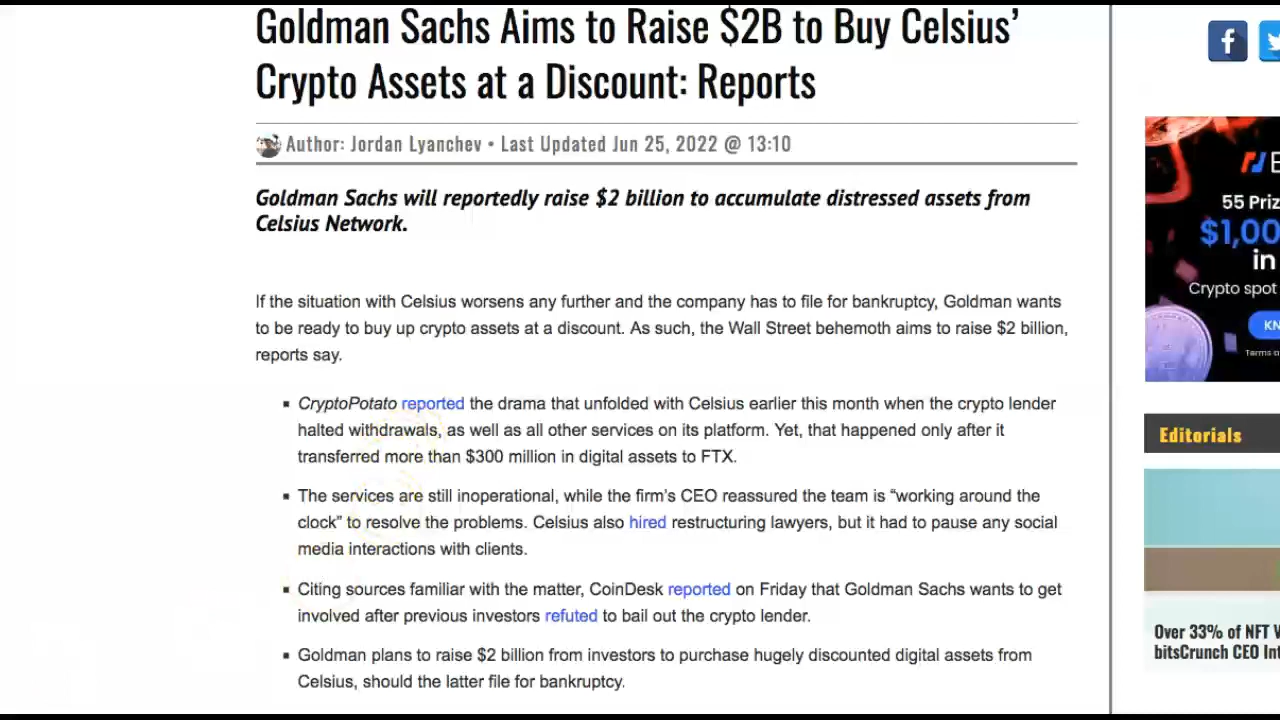 Goldman Sachs Aims to Raise $2B to Buy Celsius’
Crypto Assets at a Discount: Reports
Author: Jordan Lyanchev • Last Updated Jun 25, 2022 @ 13:10
Goldman Sachs will reportedly raise $2 billion to accumulate distressed assets from
Celsius Network.
If the situation with Celsius worsens any further and the company has to file for bankruptcy, Goldman wants
to be ready to buy up crypto assets at a discount. As such, the Wall Street behemoth aims to raise $2 billion,
reports say.
▪ CryptoPotato reported the drama that unfolded with Celsius earlier this month when the crypto lender
halted withdrawals, as well as all other services on its platform. Yet, that happened only after it
transferred more than $300 million in digital assets to FTX.
▪ The services are still inoperational, while the firm’s CEO reassured the team is “working around the
clock” to resolve the problems. Celsius also hired restructuring lawyers, but it had to pause any social
media interactions with clients.
▪ Citing sources familiar with the matter, CoinDesk reported on Friday that Goldman Sachs wants to get
involved after previous investors refuted to bail out the crypto lender.
▪ Goldman plans to raise $2 billion from investors to purchase hugely discounted digital assets from
Celsius, should the latter file for bankruptcy.
55 Priz
$1,00
in
Crypto spot
KN
Terms a
Editorials
Over 33% of NFT V
bitsCrunch CEO Int